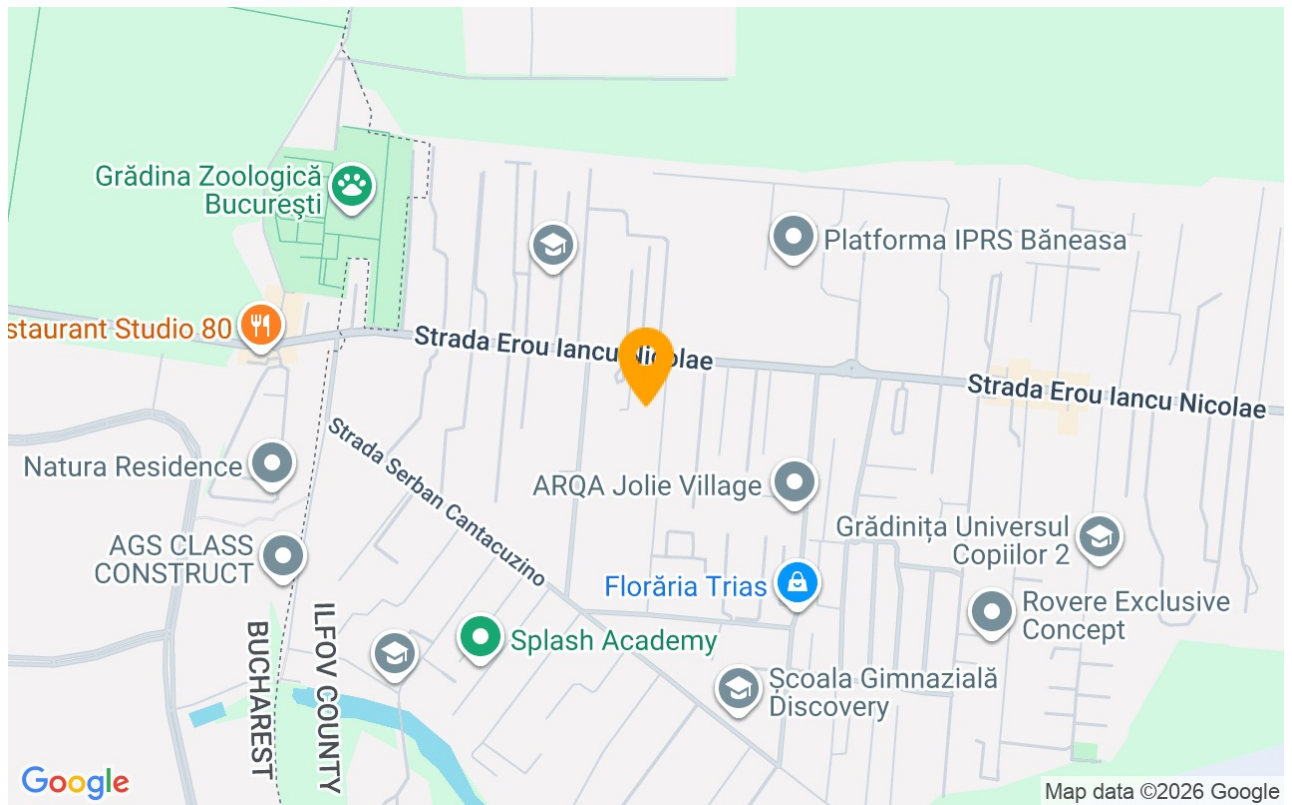 Grădina Zoologică
București
Platforma IPRS Băneasa
staurant Studio 80
Strada Erou Iancu Nicolae
Strada Erou Iancu Nicolae
Strada Serban Cantacuzino
Natura Residence
ARQA Jolie Village
Grădinița Universul
Copiilor 2
AGS CLASS
CONSTRUCT
Florăria Trias
Rovere Exclusive
Concept
BUCHAREST
ILFOV COUNTY
Splash Academy
Școala Gimnazială
Discovery
Google
Map data ©2026 Google